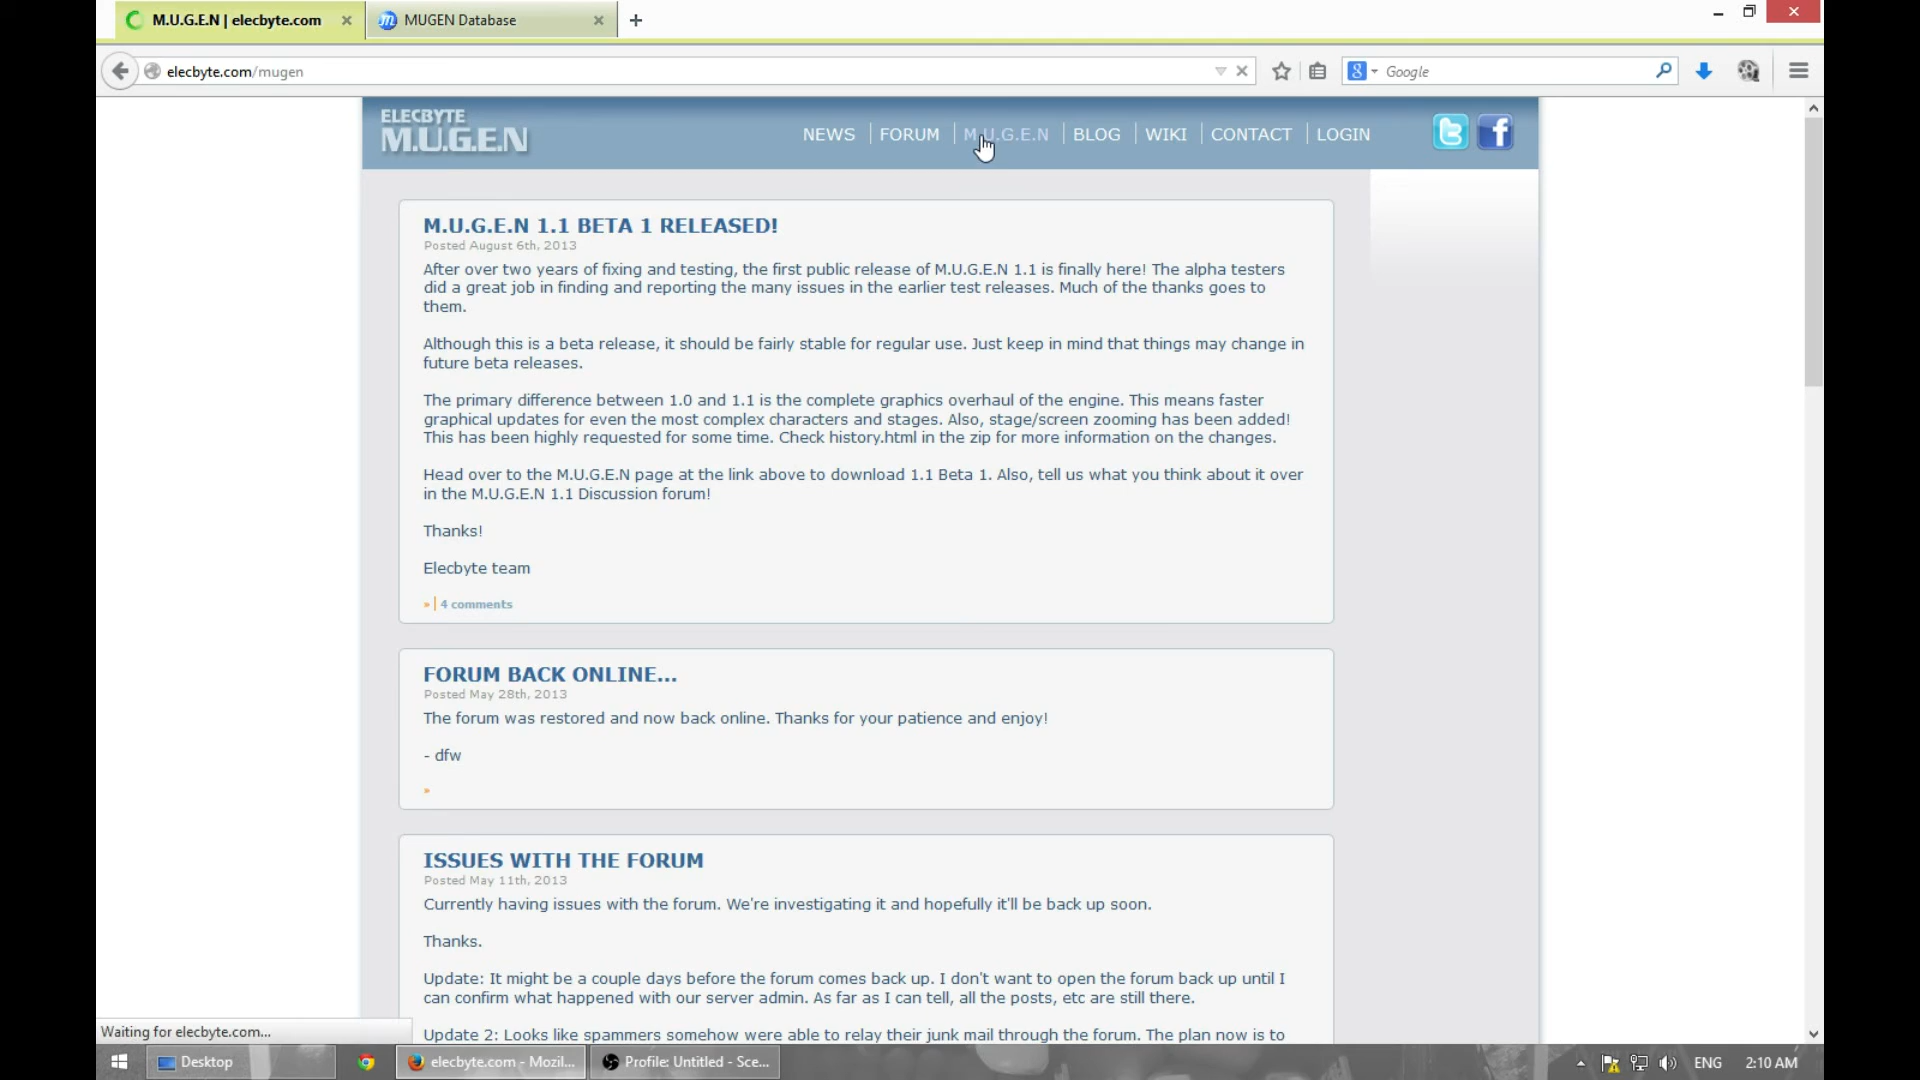 M.U.G.E.N | elecbyte.com
MUGEN Database
elecbyte.com/mugen
Google
ELECBYTE
M.U.G.E.N
NEWS
FORUM
M.U.G.E.N
BLOG
WIKI
CONTACT
LOGIN
M.U.G.E.N 1.1 BETA 1 RELEASED!
Posted August 6th, 2013
After over two years of fixing and testing, the first public release of M.U.G.E.N 1.1 is finally here! The alpha testers
did a great job in finding and reporting the many issues in the earlier test releases. Much of the thanks goes to
them.
Although this is a beta release, it should be fairly stable for regular use. Just keep in mind that things may change in
future beta releases.
The primary difference between 1.0 and 1.1 is the complete graphics overhaul of the engine. This means faster
graphical updates for even the most complex characters and stages. Also, stage/screen zooming has been added!
This has been highly requested for some time. Check history.html in the zip for more information on the changes.
Head over to the M.U.G.E.N page at the link above to download 1.1 Beta 1. Also, tell us what you think about it over
in the M.U.G.E.N 1.1 Discussion forum!
Thanks!
Elecbyte team
» | 4 comments
FORUM BACK ONLINE...
Posted May 28th, 2013
The forum was restored and now back online. Thanks for your patience and enjoy!
- dfw
»
ISSUES WITH THE FORUM
Posted May 11th, 2013
Currently having issues with the forum. We're investigating it and hopefully it'll be back up soon.
Thanks.
Update: It might be a couple days before the forum comes back up. I don't want to open the forum back up until I
can confirm what happened with our server admin. As far as I can tell, all the posts, etc are still there.
Update 2: Looks like spammers somehow were able to relay their junk mail through the forum. The plan now is to
Waiting for elecbyte.com...
Desktop
elecbyte.com - Mozil...
Profile: Untitled - Sce...
ENG
2:10 AM